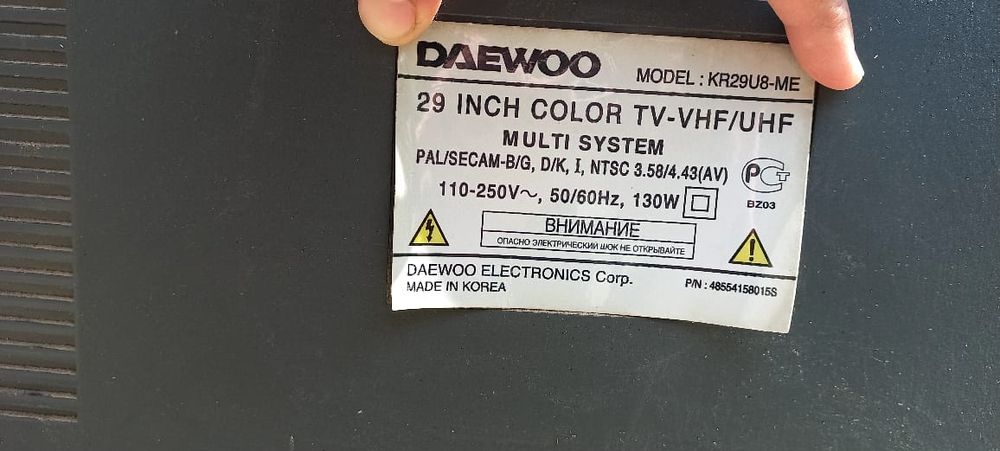 DAEWOO MODEL : KR29U8-ME
29 INCH COLOR TV-VHF/UHF
MULTI SYSTEM
PAL/SECAM-B/G, D/K, I, NTSC 3.58/4.43(AV)
110-250V~, 50/60Hz, 130W
PCT
BZ03
ВНИМАНИЕ
ОПАСНО ЭЛЕКТРИЧЕСКИЙ ШОК НЕ ОТКРЫВАЙТЕ
DAEWOO ELECTRONICS Corp.
MADE IN KOREA
P/N : 48554158015S